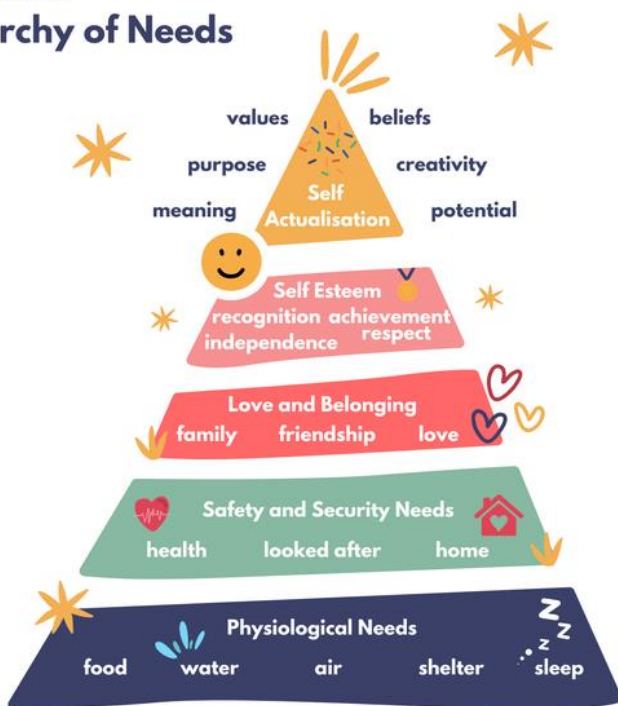 rchy of Needs
values beliefs
purpose creativity
meaning potential
Self
Actualisation
Self Esteem
recognition achievement
independence respect
Love and Belonging
family friendship love
Safety and Security Needs
health looked after home
Physiological Needs
food water air shelter sleep
z
z
z